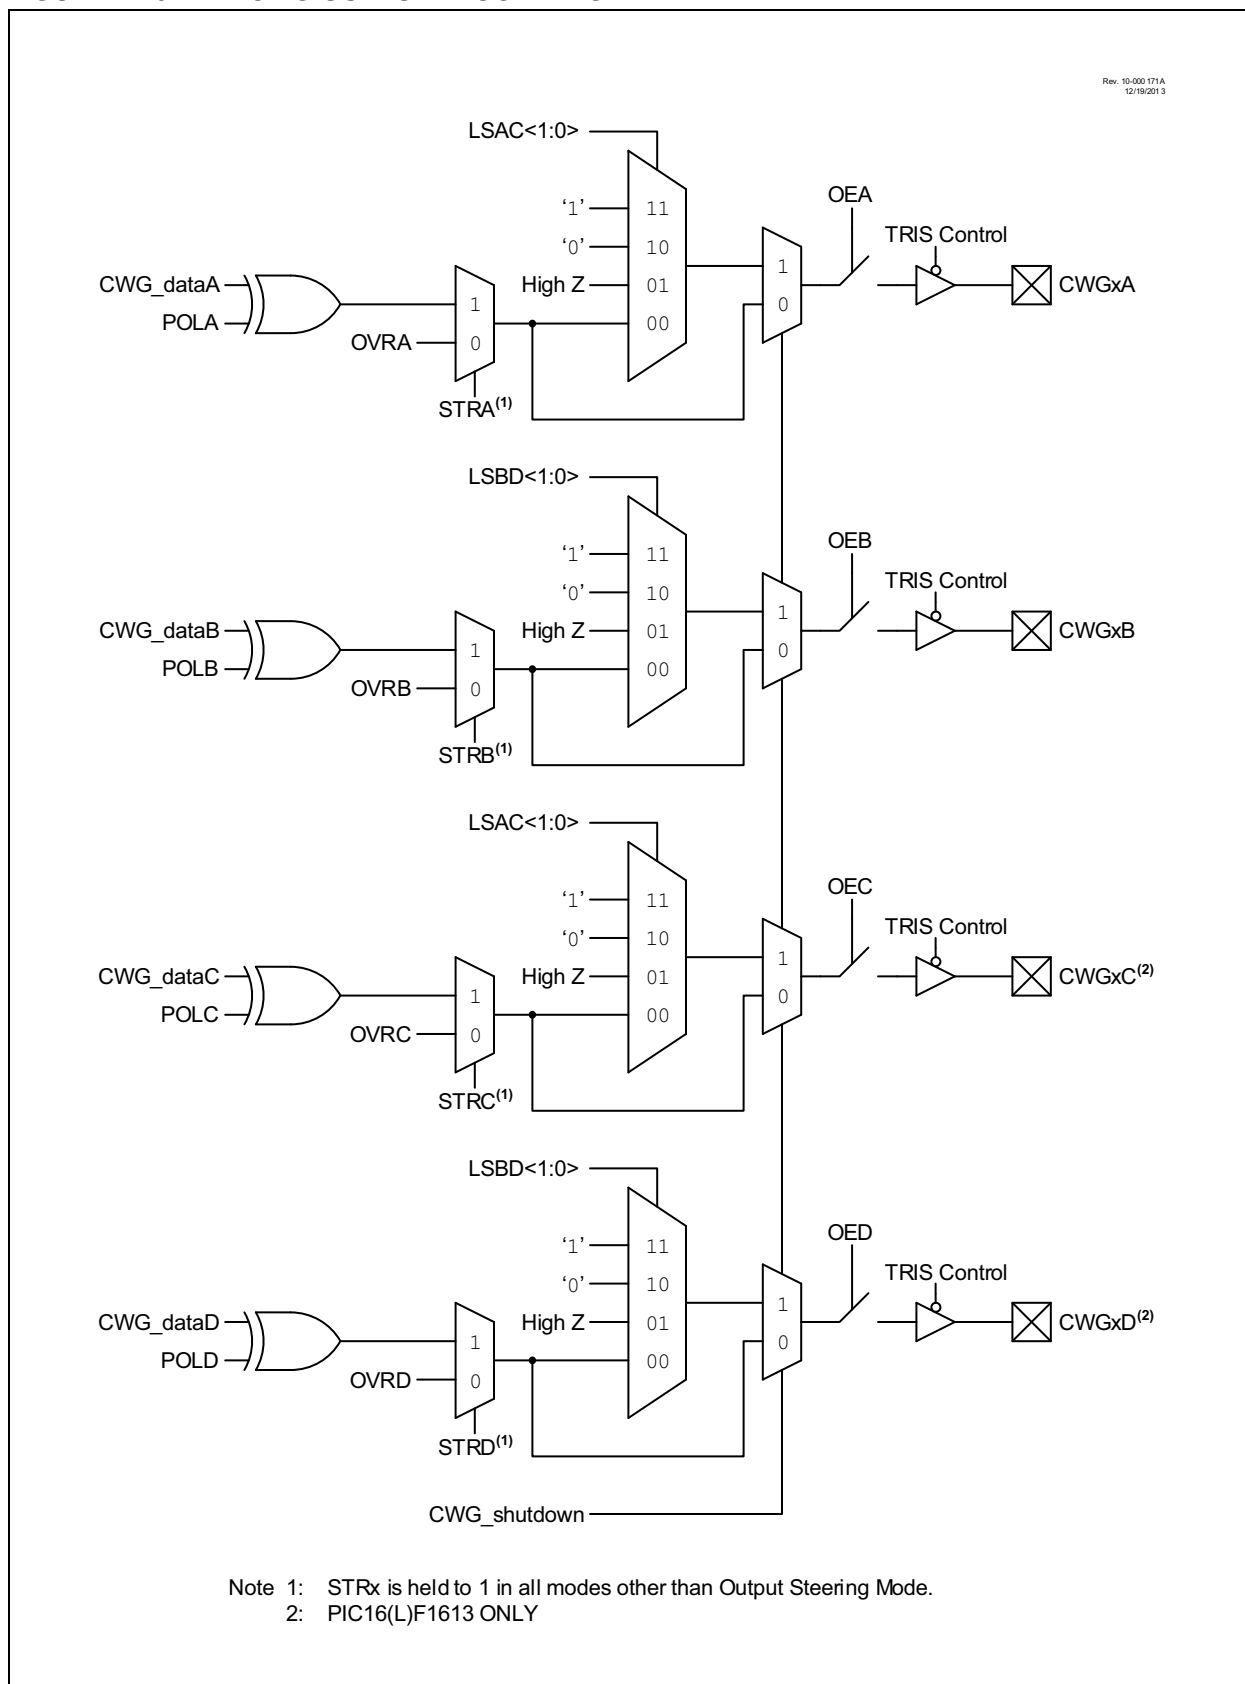 Rev. 10-000 171A
12/19/2013
LSAC<1:0>
'1'
11
'0'
10
High Z
01
00
CWG_dataA
POLA
1
OVRA
0
STRA(1)
1
0
OEA
TRIS Control
CWGxA
LSBD<1:0>
'1'
11
'0'
10
High Z
01
00
CWG_dataB
POLB
1
OVRB
0
STRB(1)
1
0
OEB
TRIS Control
CWGxB
LSAC<1:0>
'1'
11
'0'
10
High Z
01
00
CWG_dataC
POLC
1
OVRC
0
STRC(1)
1
0
OEC
TRIS Control
CWGxC(2)
LSBD<1:0>
'1'
11
'0'
10
High Z
01
00
CWG_dataD
POLD
1
OVRD
0
STRD(1)
1
0
OED
TRIS Control
CWGxD(2)
CWG_shutdown
Note 1: STRx is held to 1 in all modes other than Output Steering Mode.
2: PIC16(L)F1613 ONLY